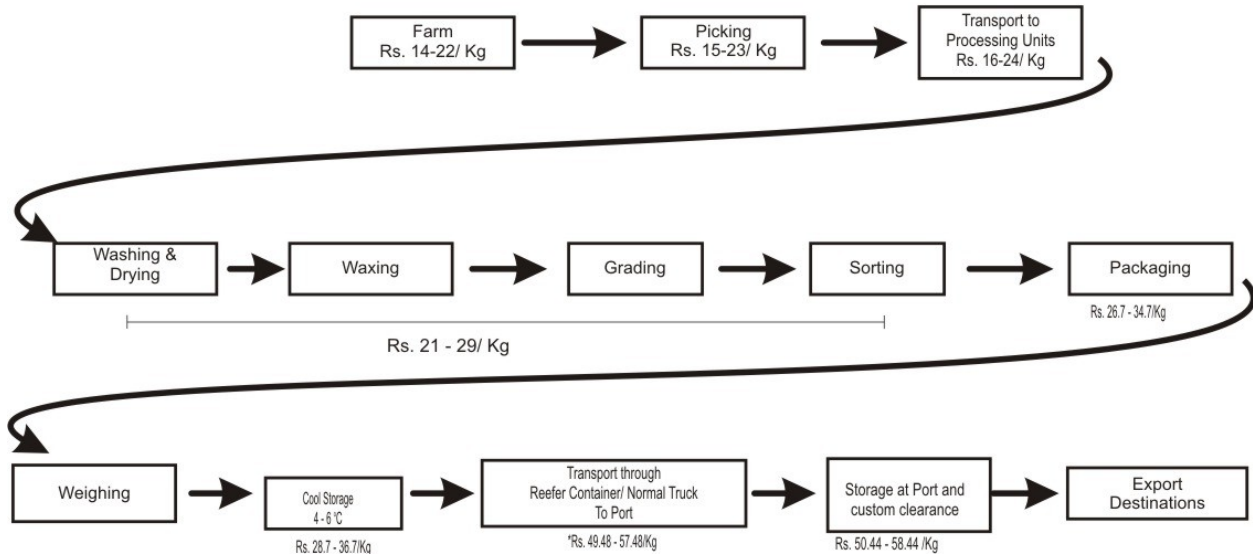 Farm
Rs. 14-22/ Kg
Picking
Rs. 15-23/ Kg
Transport to
Processing Units
Rs. 16-24/ Kg
Washing &
Drying
Waxing
Grading
Sorting
Packaging
Rs. 26.7 - 34.7/Kg
Rs. 21 - 29/ Kg
Weighing
Cool Storage
4 - 6 °C
Rs. 28.7 - 36.7/Kg
Transport through
Reefer Container/ Normal Truck
To Port
*Rs. 49.48 - 57.48/Kg
Storage at Port and
custom clearance
Rs. 50.44 - 58.44 /Kg
Export
Destinations